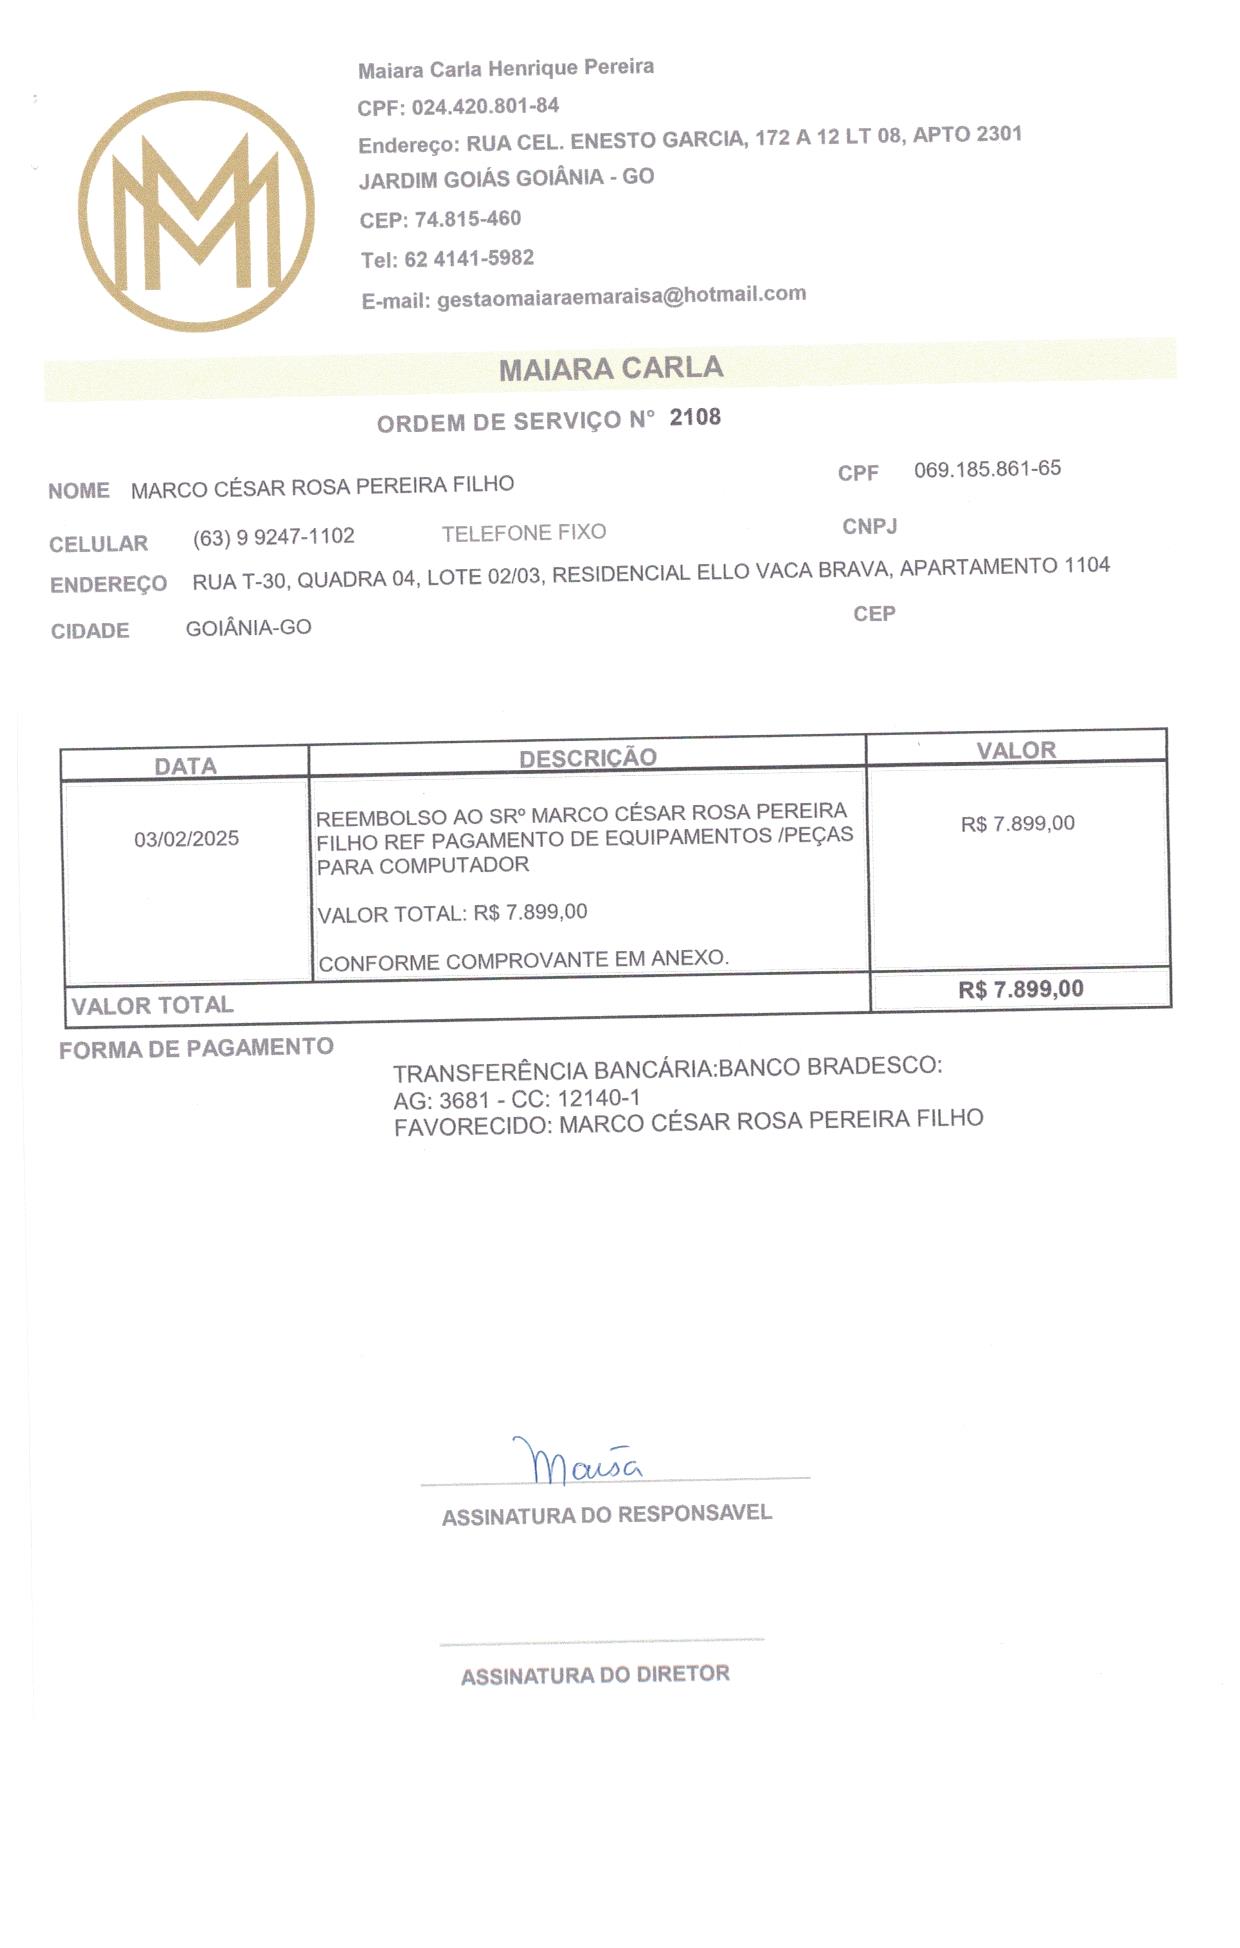 Maiara Carla Henrique Pereira
CPF: 024.420.801-84
Endereço: RUA CEL. ENESTO GARCIA, 172 A 12 LT 08, APTO 2301
JARDIM GOIÁS GOIÂNIA - GO
CEP: 74.815-460
Tel: 62 4141-5982
E-mail: gestaomaiaraemaraisa@hotmail.com
MAIARA CARLA
ORDEM DE SERVIÇO N° 2108
NOME MARCO CÉSAR ROSA PEREIRA FILHO CPF 069.185.861-65
CELULAR (63) 9 9247-1102 TELEFONE FIXO CNPJ
ENDEREÇO RUA T-30, QUADRA 04, LOTE 02/03, RESIDENCIAL ELLO VACA BRAVA, APARTAMENTO 1104
CIDADE GOIÂNIA-GO CEP
DATA DESCRIÇÃO VALOR
03/02/2025 REEMBOLSO AO SRº MARCO CÉSAR ROSA PEREIRA R$ 7.899,00
FILHO REF PAGAMENTO DE EQUIPAMENTOS /PEÇAS
PARA COMPUTADOR
VALOR TOTAL: R$ 7.899,00
CONFORME COMPROVANTE EM ANEXO.
VALOR TOTAL R$ 7.899,00
FORMA DE PAGAMENTO
TRANSFERÊNCIA BANCÁRIA:BANCO BRADESCO:
AG: 3681 - CC: 12140-1
FAVORECIDO: MARCO CÉSAR ROSA PEREIRA FILHO
ASSINATURA DO RESPONSAVEL
ASSINATURA DO DIRETOR